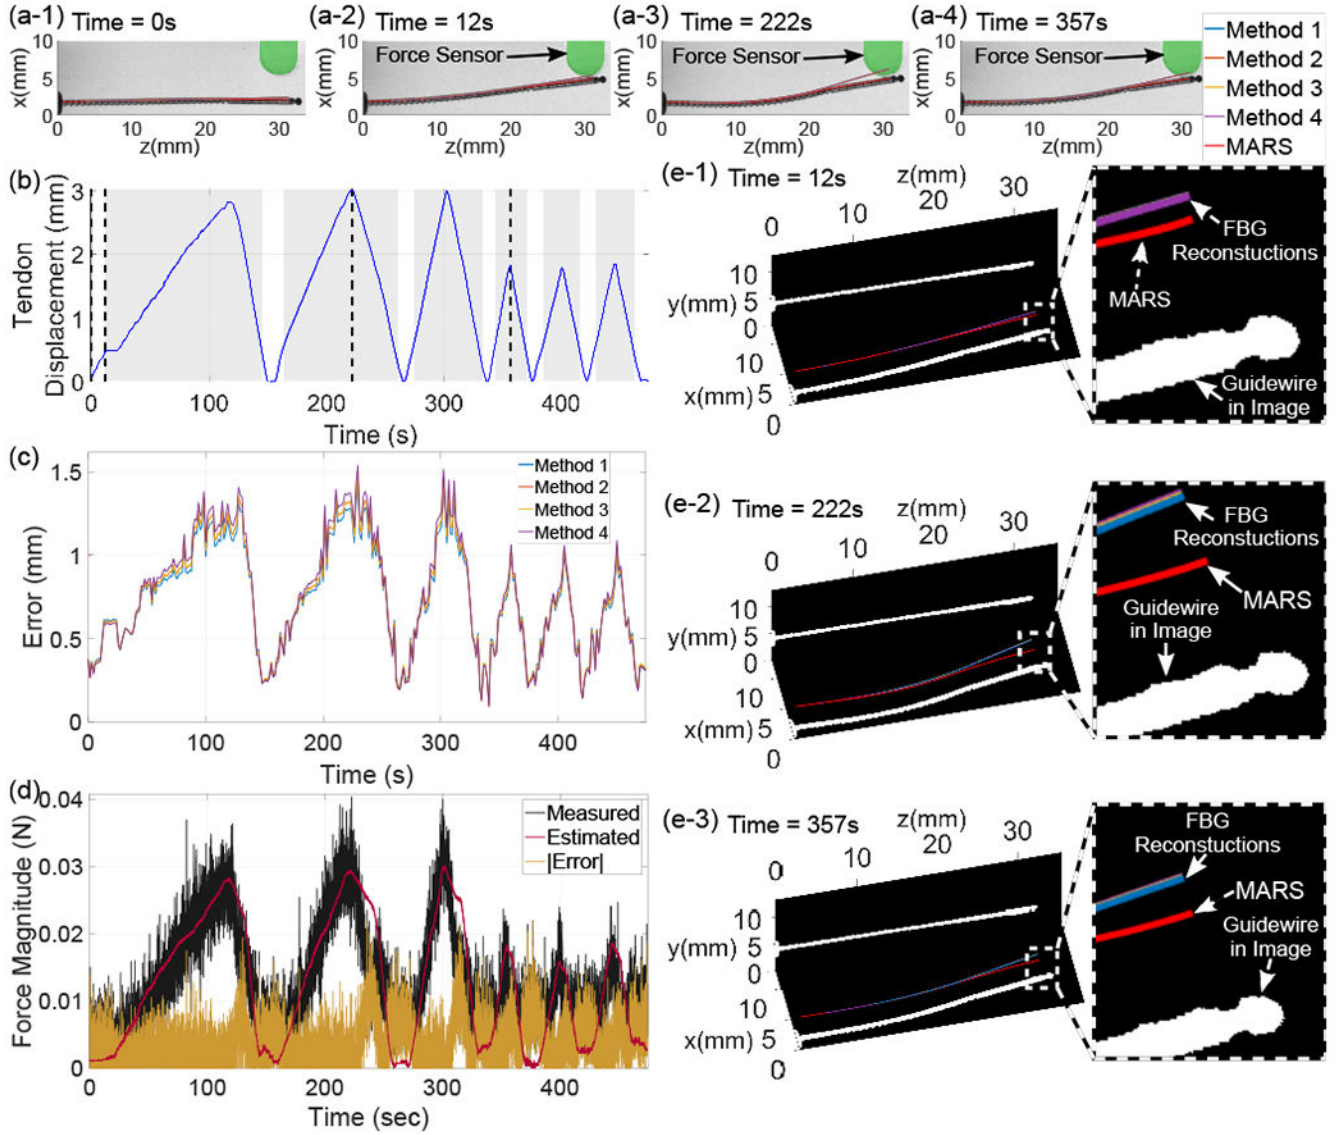 (a-1) Time = 0s
(a-2) Time = 12s
(a-3) Time = 222s
(a-4) Time = 357s
x(mm)
10
5
0
0 10 20 30
z(mm)
Force Sensor
x(mm)
10
5
0
0 10 20 30
z(mm)
Force Sensor
x(mm)
10
5
0
0 10 20 30
z(mm)
Force Sensor
x(mm)
10
5
0
0 10 20 30
z(mm)
Method 1
Method 2
Method 3
Method 4
MARS
(b)
Tendon
Displacement (mm)
3
2
1
0
0 100 200 300 400
Time (s)
(c)
Error (mm)
1.5
1
0.5
0
0 100 200 300 400
Time (s)
Method 1
Method 2
Method 3
Method 4
(d)
Force Magnitude (N)
0.04
0.03
0.02
0.01
0
0 100 200 300 400
Time (sec)
Measured
Estimated
|Error|
(e-1) Time = 12s
z(mm)
0 10 20 30
10
y(mm) 5
0
10
x(mm) 5
0
FBG
Reconstuctions
MARS
Guidewire
in Image
(e-2) Time = 222s
z(mm)
0 10 20 30
10
y(mm) 5
0
10
x(mm) 5
0
FBG
Reconstuctions
MARS
Guidewire
in Image
(e-3) Time = 357s
z(mm)
0 10 20 30
10
y(mm) 5
0
10
x(mm) 5
0
FBG
Reconstuctions
MARS
Guidewire
in Image